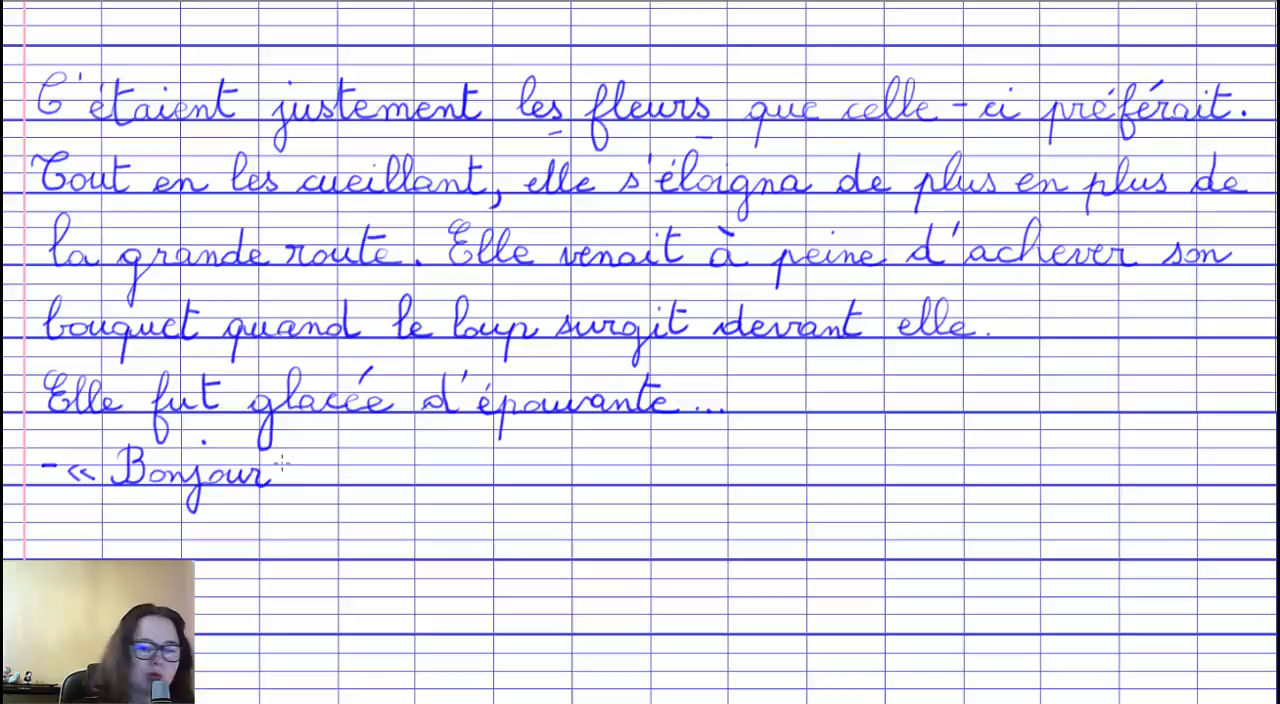 C'étaient justement les fleurs que celle-ci préférait.
Tout en les cueillant, elle s'éloigna de plus en plus de
la grande route. Elle venait à peine d'achever son
bouquet quand le loup surgit devant elle.
Elle fut glacée d'épouvante...
-« Bonjour